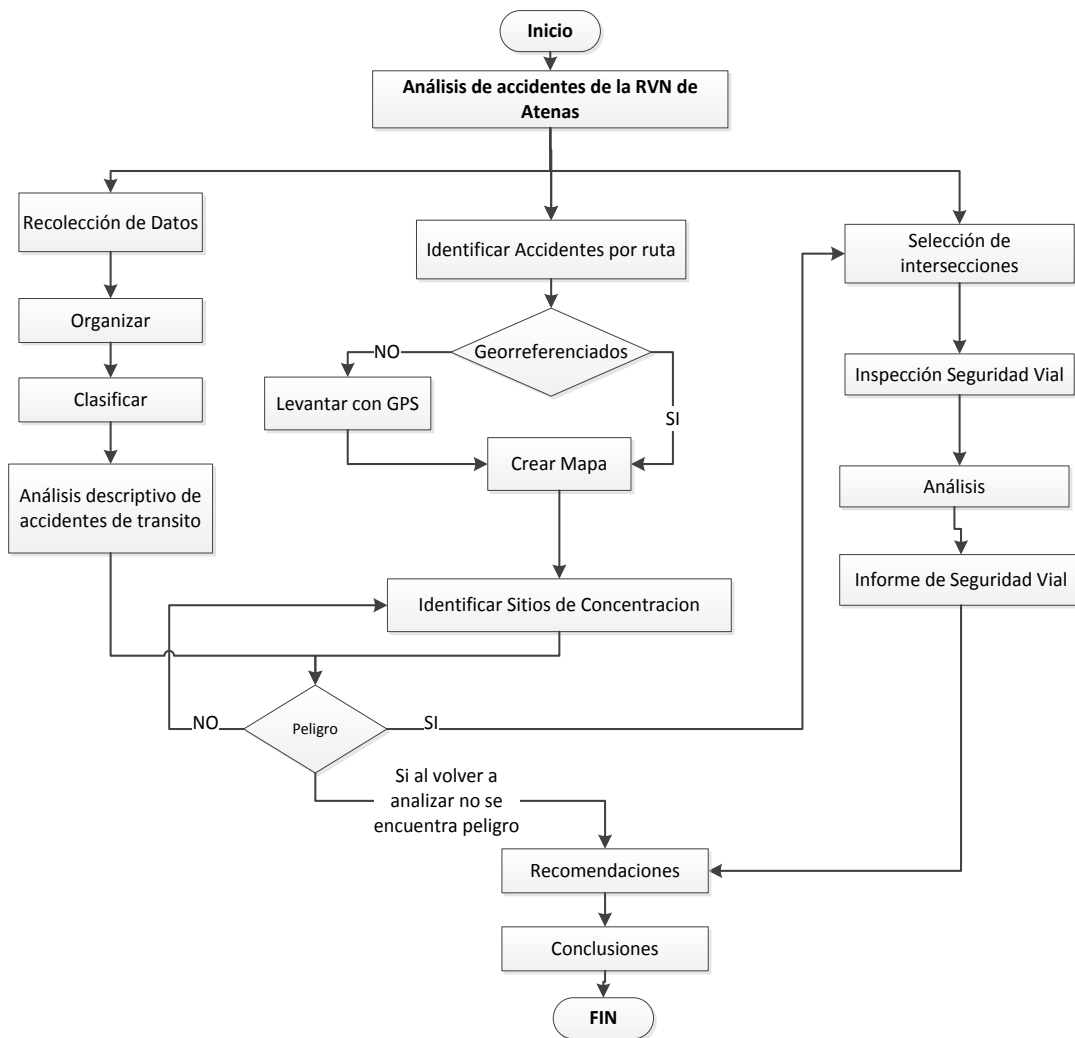 Inicio
Análisis de accidentes de la RVN de
Atenas
Recolección de Datos
Organizar
Clasificar
Análisis descriptivo de
accidentes de transito
Identificar Accidentes por ruta
Georreferenciados
NO
SI
Levantar con GPS
Crear Mapa
Identificar Sitios de Concentracion
Selección de
intersecciones
Inspección Seguridad Vial
Análisis
Informe de Seguridad Vial
Peligro
NO
SI
Si al volver a
analizar no se
encuentra peligro
Recomendaciones
Conclusiones
FIN